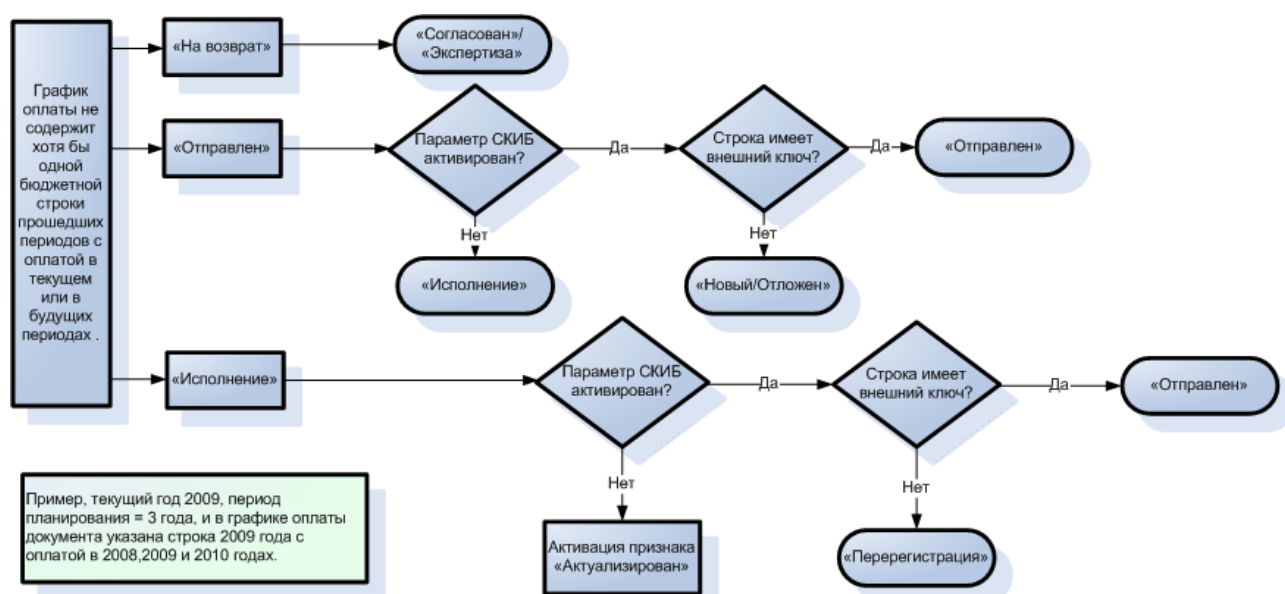 График
оплаты не
содержит
хотя бы
одной
бюджетной
строки
прошедших
периодов с
оплатой в
текущем
или в
будущих
периодах .
«На возврат»
«Согласован»/
«Экспертиза»
«Отправлен»
Параметр СКИБ
активирован?
Да
Строка имеет
внешний ключ?
Да
«Отправлен»
Нет
«Исполнение»
Нет
«Новый/Отложен»
«Исполнение»
Параметр СКИБ
активирован?
Да
Строка имеет
внешний ключ?
Да
«Отправлен»
Нет
Активация признака
«Актуализирован»
Нет
«Перерегистрация»
Пример, текущий год 2009, период
планирования = 3 года, и в графике оплаты
документа указана строка 2009 года с
оплатой в 2008,2009 и 2010 годах.